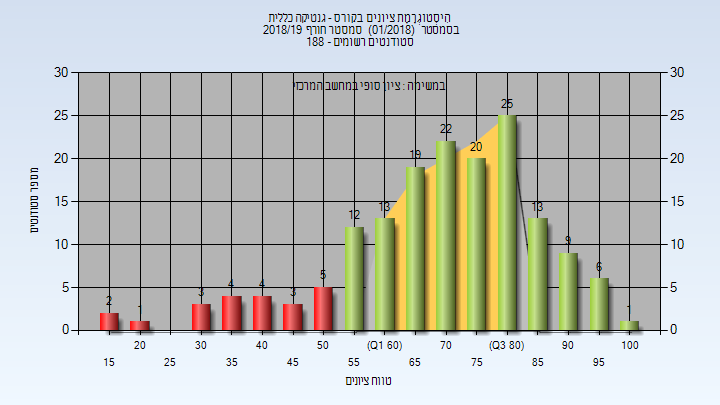 היסטוגרמת ציונים בקורס - גנטיקה כללית
בסמסטר (01/2018) סמסטר חורף 2018/19
סטודנטים רשומים - 188
במשימה : ציון סופי במחשב המרכזי
30 30
25 25
20 20
15 15
10 10
5 5
0 0
2 1 3 4 4 3 5 12 13 19 22 20 25 13 9 6 1
מספר סטודנטים
20 30 40 50 (Q1 60) 70 (Q3 80) 90 100
15 25 35 45 55 65 75 85 95
טווח ציונים